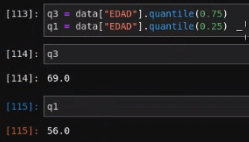 [113]: q3 = data["EDAD"].quantile(0.75)
q1 = data["EDAD"].quantile(0.25)
[114]: q3
[114]: 69.0
[115]: q1
[115]: 56.0